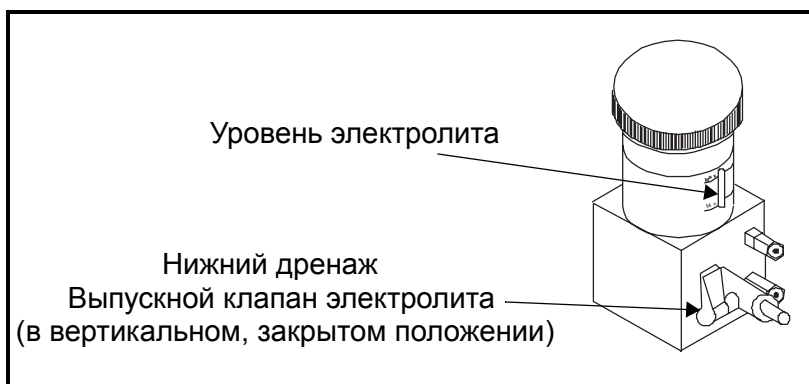 Уровень электролита
Нижний дренаж
Выпускной клапан электролита
(в вертикальном, закрытом положении)